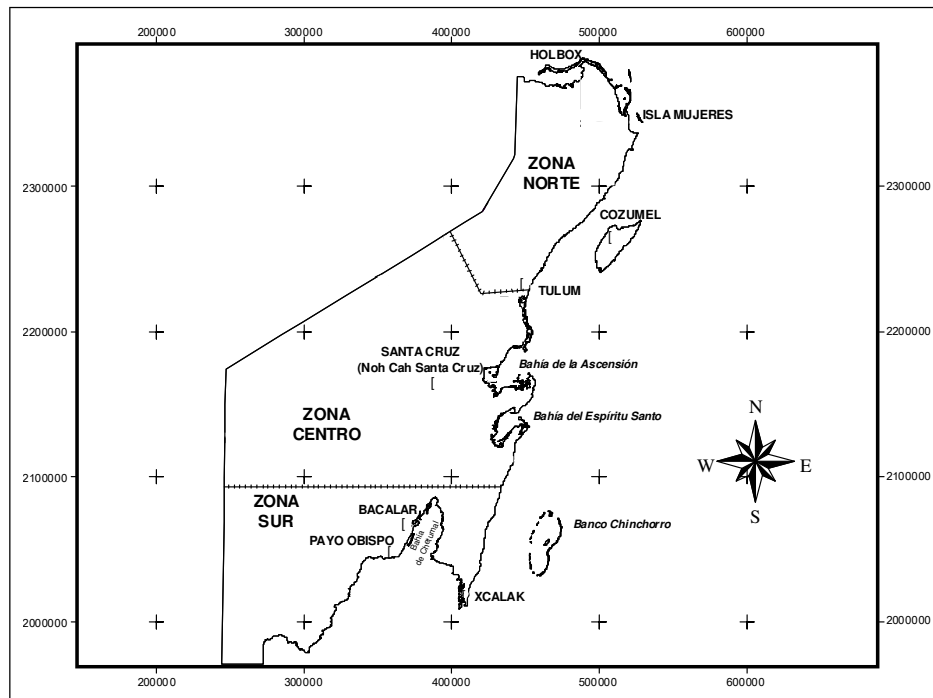 200000 300000 400000 500000 600000
HOLBOX
ISLA MUJERES
ZONA
NORTE
2300000 2300000
COZUMEL
TULUM
2200000 2200000
SANTA CRUZ
(Noh Cah Santa Cruz)
Bahía de la Ascensión
ZONA
CENTRO
Bahía del Espíritu Santo
N
W E
S
2100000 2100000
ZONA
SUR
BACALAR
PAYO OBISPO
Bahía
de Chetumal
Banco Chinchorro
XCALAK
2000000 2000000
200000 300000 400000 500000 600000